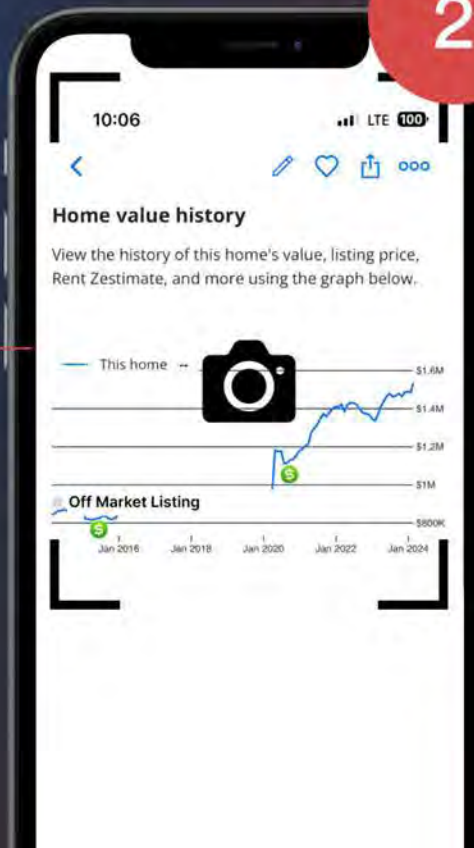 2
10:06
LTE 100
Home value history
View the history of this home's value, listing price,
Rent Zestimate, and more using the graph below.
This home --
$1.6M
$1.4M
$1.2M
$1M
Off Market Listing
$800K
$
$
Jan 2016 Jan 2018 Jan 2020 Jan 2022 Jan 2024